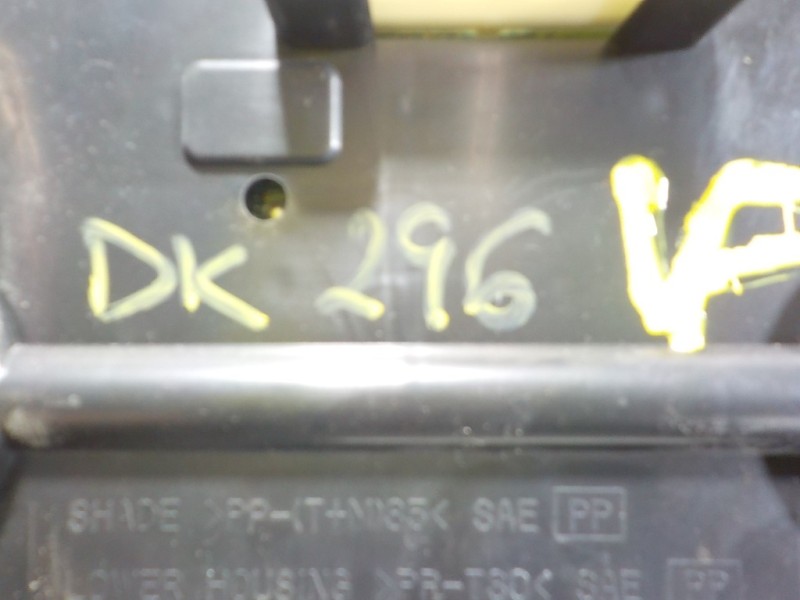 DK 296
SHADE >PP-(T+M)35< SAE PP
LOWER HOUSING >PP-T30< SAE PP